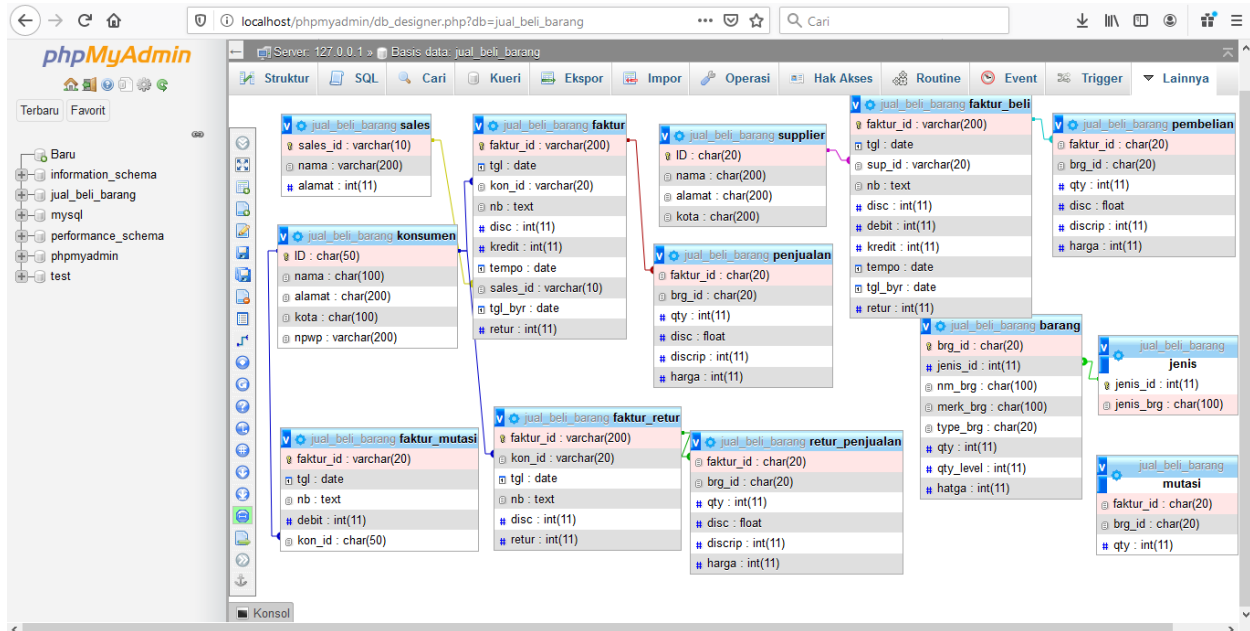 localhost/phpmyadmin/db_designer.php?db=jual_beli_barang
Cari
phpMyAdmin
Terbaru Favorit
Baru
information_schema
jual_beli_barang
mysql
performance_schema
phpmyadmin
test
Server: 127.0.0.1 » Basis data: jual_beli_barang
Struktur SQL Cari Kueri Ekspor Impor Operasi Hak Akses Routine Event Trigger Lainnya
jual_beli_barang sales
sales_id : varchar(10)
nama : varchar(200)
alamat : int(11)
jual_beli_barang faktur
faktur_id : varchar(200)
tgl : date
kon_id : varchar(20)
nb : text
disc : int(11)
kredit : int(11)
tempo : date
sales_id : varchar(10)
tgl_byr : date
retur : int(11)
jual_beli_barang supplier
ID : char(20)
nama : char(200)
alamat : char(200)
kota : char(200)
jual_beli_barang faktur_beli
faktur_id : varchar(200)
tgl : date
sup_id : varchar(200)
nb : text
disc : int(11)
debit : int(11)
kredit : int(11)
tempo : date
tgl_byr : date
retur : int(11)
jual_beli_barang pembelian
faktur_id : char(20)
brg_id : char(20)
qty : int(11)
disc : float
discrip : int(11)
harga : int(11)
jual_beli_barang konsumen
ID : char(50)
nama : char(100)
alamat : char(200)
kota : char(100)
npwp : varchar(200)
jual_beli_barang penjualan
faktur_id : char(20)
brg_id : char(20)
qty : int(11)
disc : float
discrip : int(11)
harga : int(11)
jual_beli_barang barang
brg_id : char(20)
jenis_id : int(11)
nm_brg : char(100)
merk_brg : char(100)
type_brg : char(20)
qty : int(11)
qty_level : int(11)
hatga : int(11)
jual_beli_barang
jenis
jenis_id : int(11)
jenis_brg : char(100)
jual_beli_barang faktur_mutasi
faktur_id : varchar(20)
tgl : date
nb : text
debit : int(11)
kon_id : char(50)
jual_beli_barang faktur_retur
faktur_id : varchar(200)
kon_id : varchar(20)
tgl : date
nb : text
disc : int(11)
retur : int(11)
jual_beli_barang retur_penjualan
faktur_id : char(20)
brg_id : char(20)
qty : int(11)
disc : float
discrip : int(11)
harga : int(11)
jual_beli_barang
mutasi
faktur_id : char(20)
brg_id : char(20)
qty : int(11)
Konsol